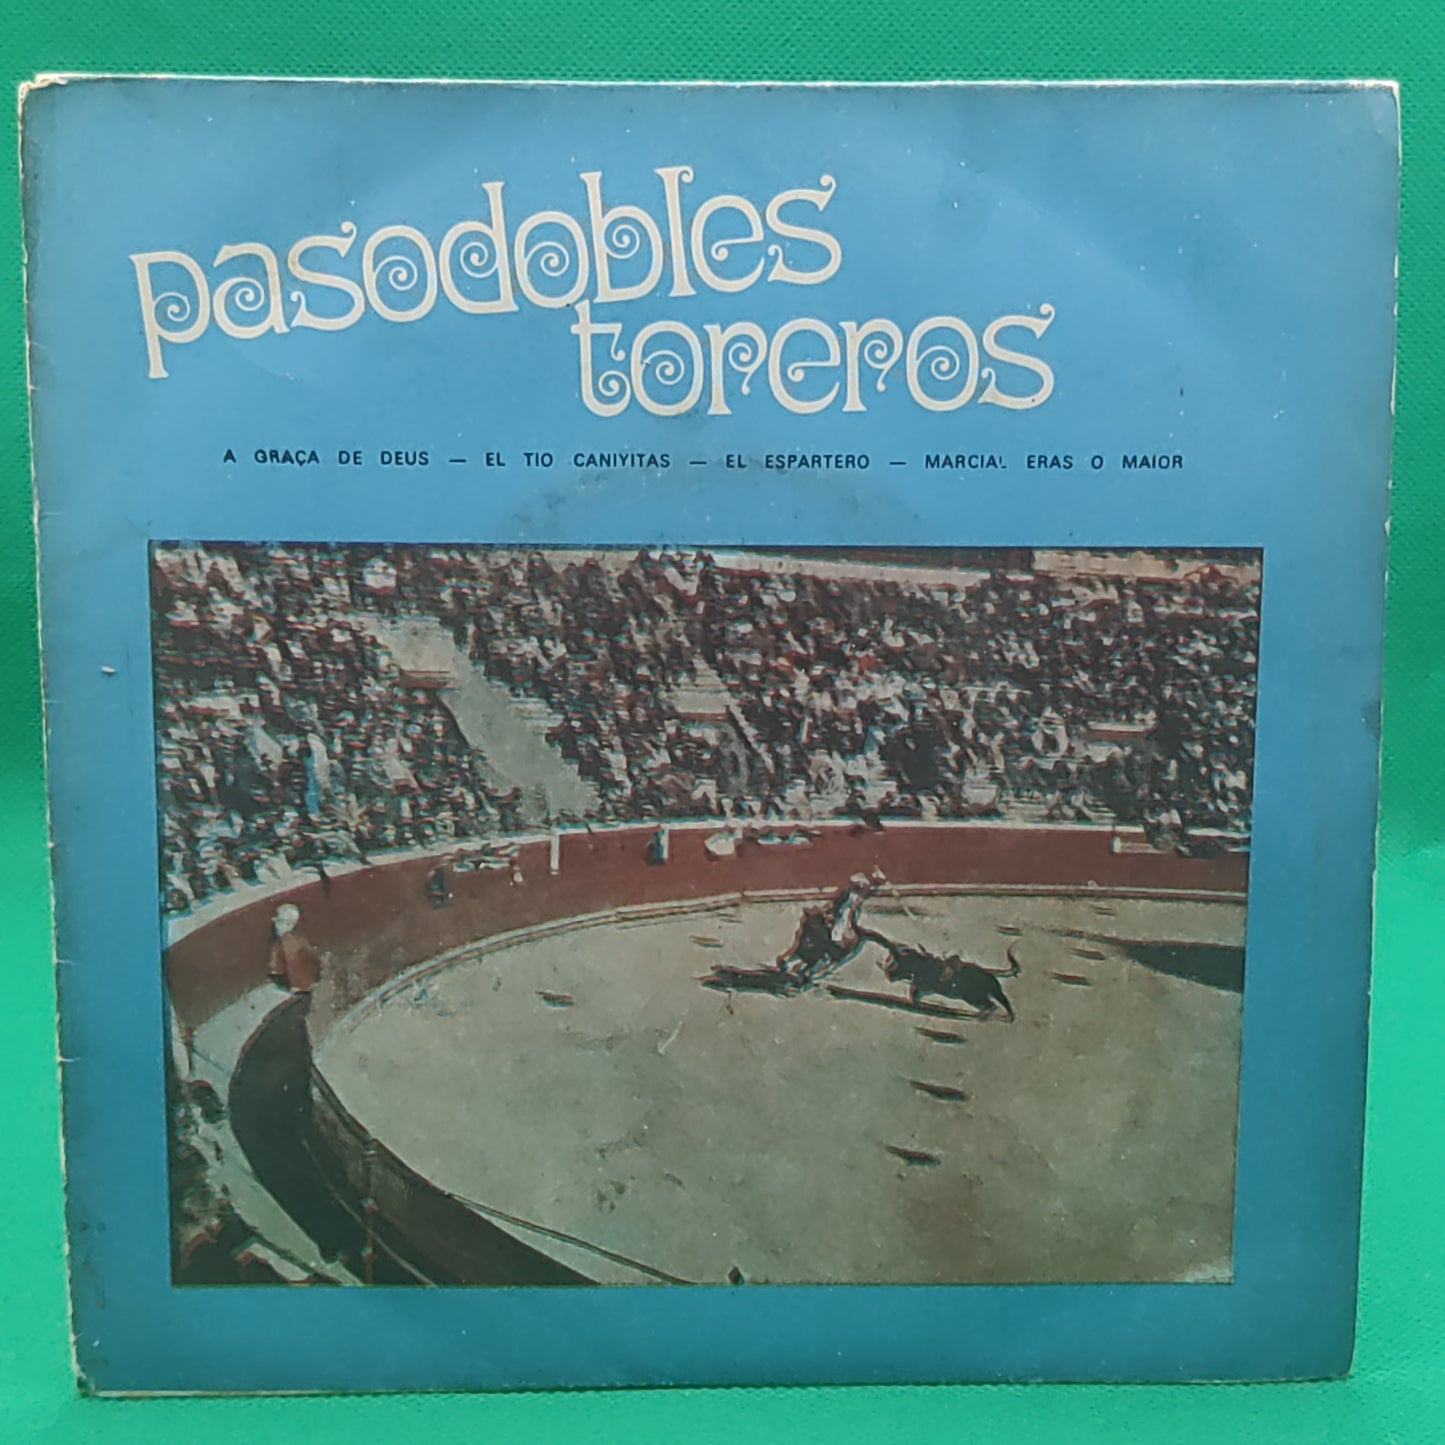 pasodobles
toreros
A GRAÇA DE DEUS — EL TIO CANIYITAS — EL ESPARTERO — MARCIAL ERAS O MAIOR